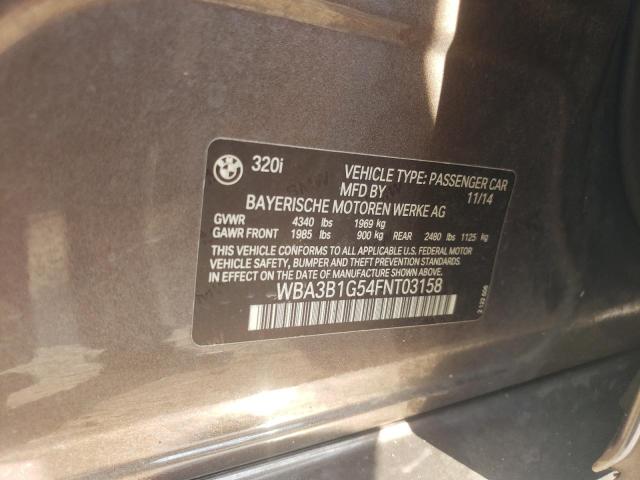 320i
VEHICLE TYPE: PASSENGER CAR
MFD BY 11/14
BAYERISCHE MOTOREN WERKE AG
GVWR 4340 lbs 1969 kg
GAWR FRONT 1985 lbs 900 kg REAR 2480 lbs 1125 kg
THIS VEHICLE CONFORMS TO ALL APPLICABLE U.S. FEDERAL MOTOR
VEHICLE SAFETY, BUMPER AND THEFT PREVENTION STANDARDS
IN EFFECT ON THE DATE OF MANUFACTURE SHOWN ABOVE.
WBA3B1G54FNT03158